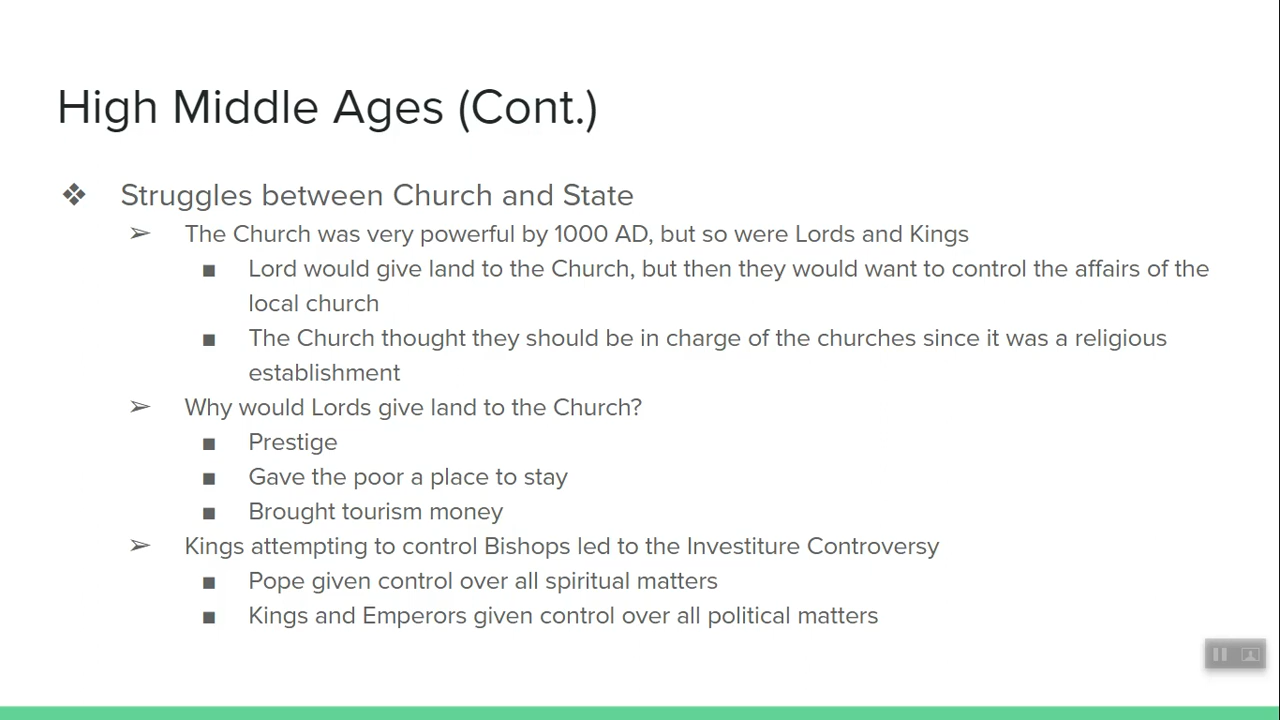 High Middle Ages (Cont.)
❖ Struggles between Church and State
➢ The Church was very powerful by 1000 AD, but so were Lords and Kings
■ Lord would give land to the Church, but then they would want to control the affairs of the
local church
■ The Church thought they should be in charge of the churches since it was a religious
establishment
➢ Why would Lords give land to the Church?
■ Prestige
■ Gave the poor a place to stay
■ Brought tourism money
➢ Kings attempting to control Bishops led to the Investiture Controversy
■ Pope given control over all spiritual matters
■ Kings and Emperors given control over all political matters